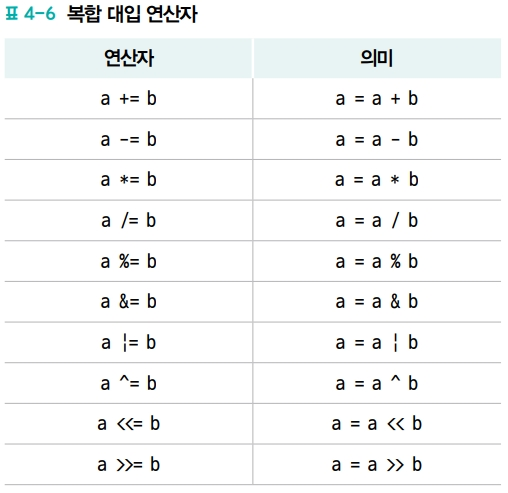 표 4-6 복합 대입 연산자
연산자 의미
a += b a = a + b
a -= b a = a - b
a *= b a = a * b
a /= b a = a / b
a %= b a = a % b
a &= b a = a & b
a ¦= b a = a ¦ b
a ^= b a = a ^ b
a <<= b a = a << b
a >>= b a = a >> b